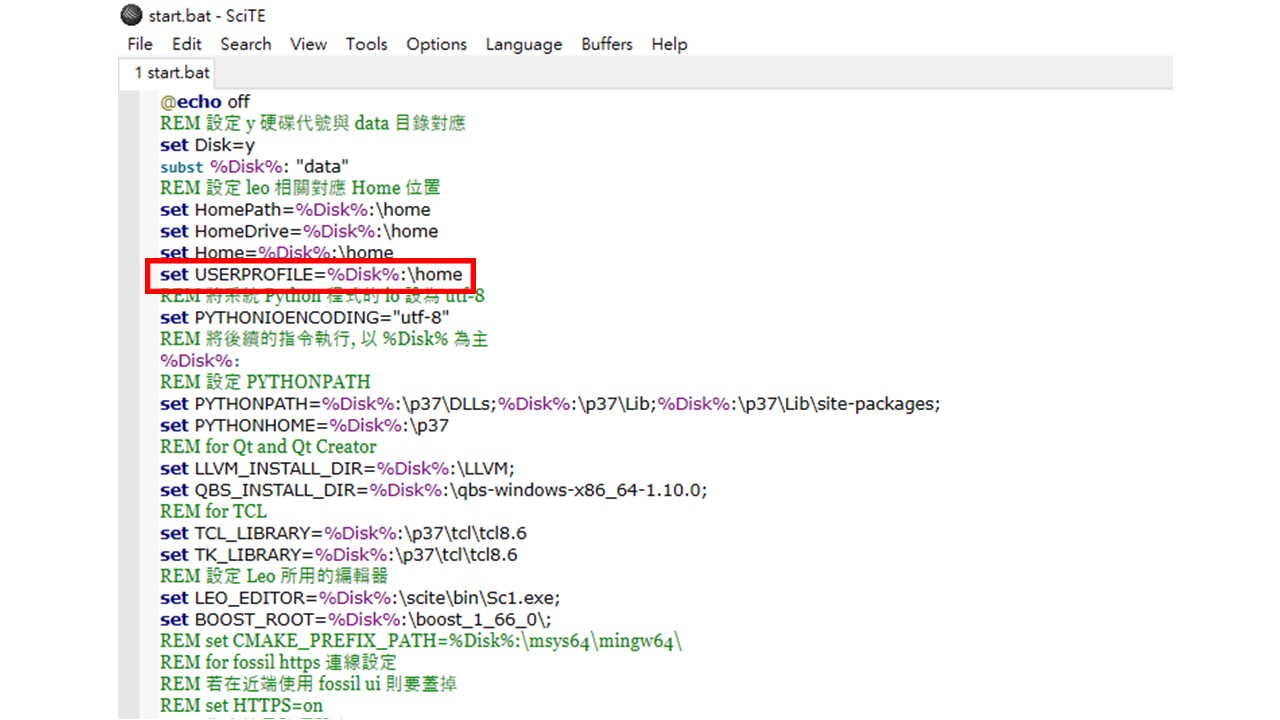 start.bat - SciTE
File Edit Search View Tools Options Language Buffers Help
1 start.bat
@echo off
REM 設定 y 硬碟代號與 data 目錄對應
set Disk=y
subst %Disk%: "data"
REM 設定 leo 相關對應 Home 位置
set HomePath=%Disk%:\home
set HomeDrive=%Disk%:\home
set Home=%Disk%:\home
set USERPROFILE=%Disk%:\home
REM 將系統 Python 程式的 io 設為 utf-8
set PYTHONIOENCODING="utf-8"
REM 將後續的指令執行, 以 %Disk% 為主
%Disk%:
REM 設定 PYTHONPATH
set PYTHONPATH=%Disk%:\p37\DLLs;%Disk%:\p37\Lib;%Disk%:\p37\Lib\site-packages;
set PYTHONHOME=%Disk%:\p37
REM for Qt and Qt Creator
set LLVM_INSTALL_DIR=%Disk%:\LLVM;
set QBS_INSTALL_DIR=%Disk%:\qbs-windows-x86_64-1.10.0;
REM for TCL
set TCL_LIBRARY=%Disk%:\p37\tcl\tcl8.6
set TK_LIBRARY=%Disk%:\p37\tcl\tcl8.6
REM 設定 Leo 所用的編輯器
set LEO_EDITOR=%Disk%:\scite\bin\Sc1.exe;
set BOOST_ROOT=%Disk%:\boost_1_66_0\;
REM set CMAKE_PREFIX_PATH=%Disk%:\msys64\mingw64\
REM for fossil https 連線設定
REM 若在近端使用 fossil ui 則要蓋掉
REM set HTTPS=on